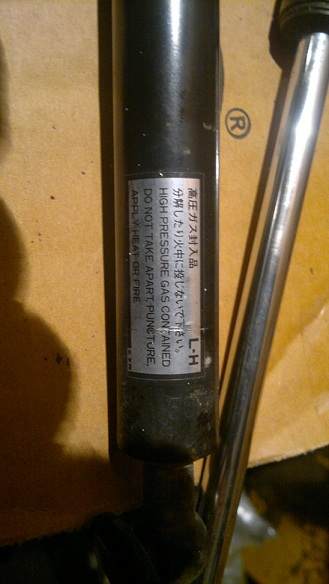 高圧ガス封入品
分解したり火中に投じないで下さい。
L-H
HIGH PRESSURE GAS CONTAINED
DO NOT TAKE APART, PUNCTURE,
APPLY HEAT OR FIRE
®